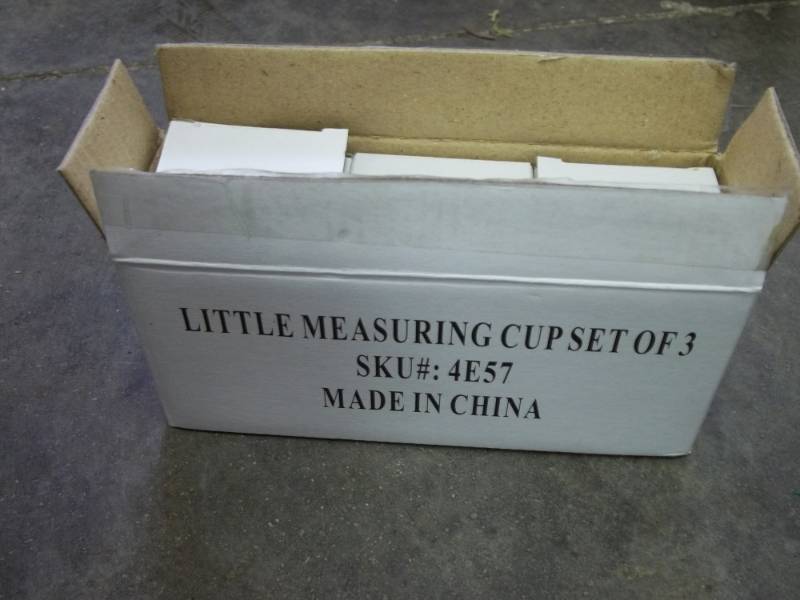 LITTLE MEASURING CUP SET OF 3
SKU#: 4E57
MADE IN CHINA